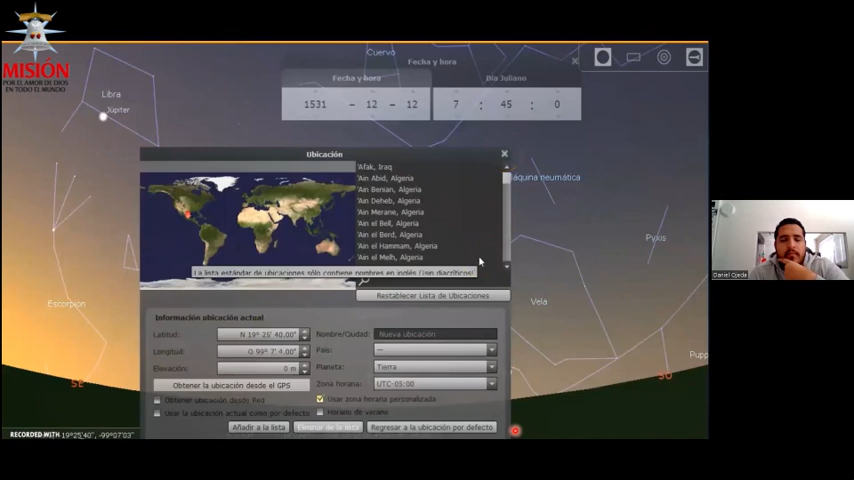 MISIÓN
POR EL AMOR DE DIOS
EN TODO EL MUNDO
Cuervo
Fecha y hora
Fecha y hora
Día Juliano
1531 - 12 - 12
7 : 45 : 0
Libra
Júpiter
Ubicación
'Afak, Iraq
'Ain Abid, Algeria
'Ain Benian, Algeria
'Ain Deheb, Algeria
'Ain Merane, Algeria
'Ain el Bell, Algeria
'Ain el Berd, Algeria
'Ain el Hammam, Algeria
'Ain el Melh, Algeria
La lista estándar de ubicaciones sólo contiene nombres en inglés (¡sin diacríticos!)
Restablecer Lista de Ubicaciones
Máquina neumática
Pyxis
Vela
Escorpión
SE
SO
Información ubicación actual
Latitud:
N 19° 25' 40.00"
Longitud:
O 99° 7' 4.00"
Elevación:
0 m
Obtener la ubicación desde el GPS
Obtener ubicación desde Red
Usar la ubicación actual como por defecto
Nombre/Ciudad:
Nueva ubicación
País:
—
Planeta:
Tierra
Zona horaria:
UTC-05:00
Usar zona horaria personalizada
Horario de verano
Añadir a la lista
Eliminar de la lista
Regresar a la ubicación por defecto
RECORDED WITH
19°25'40", -99°07'03"
Daniel Ojeda